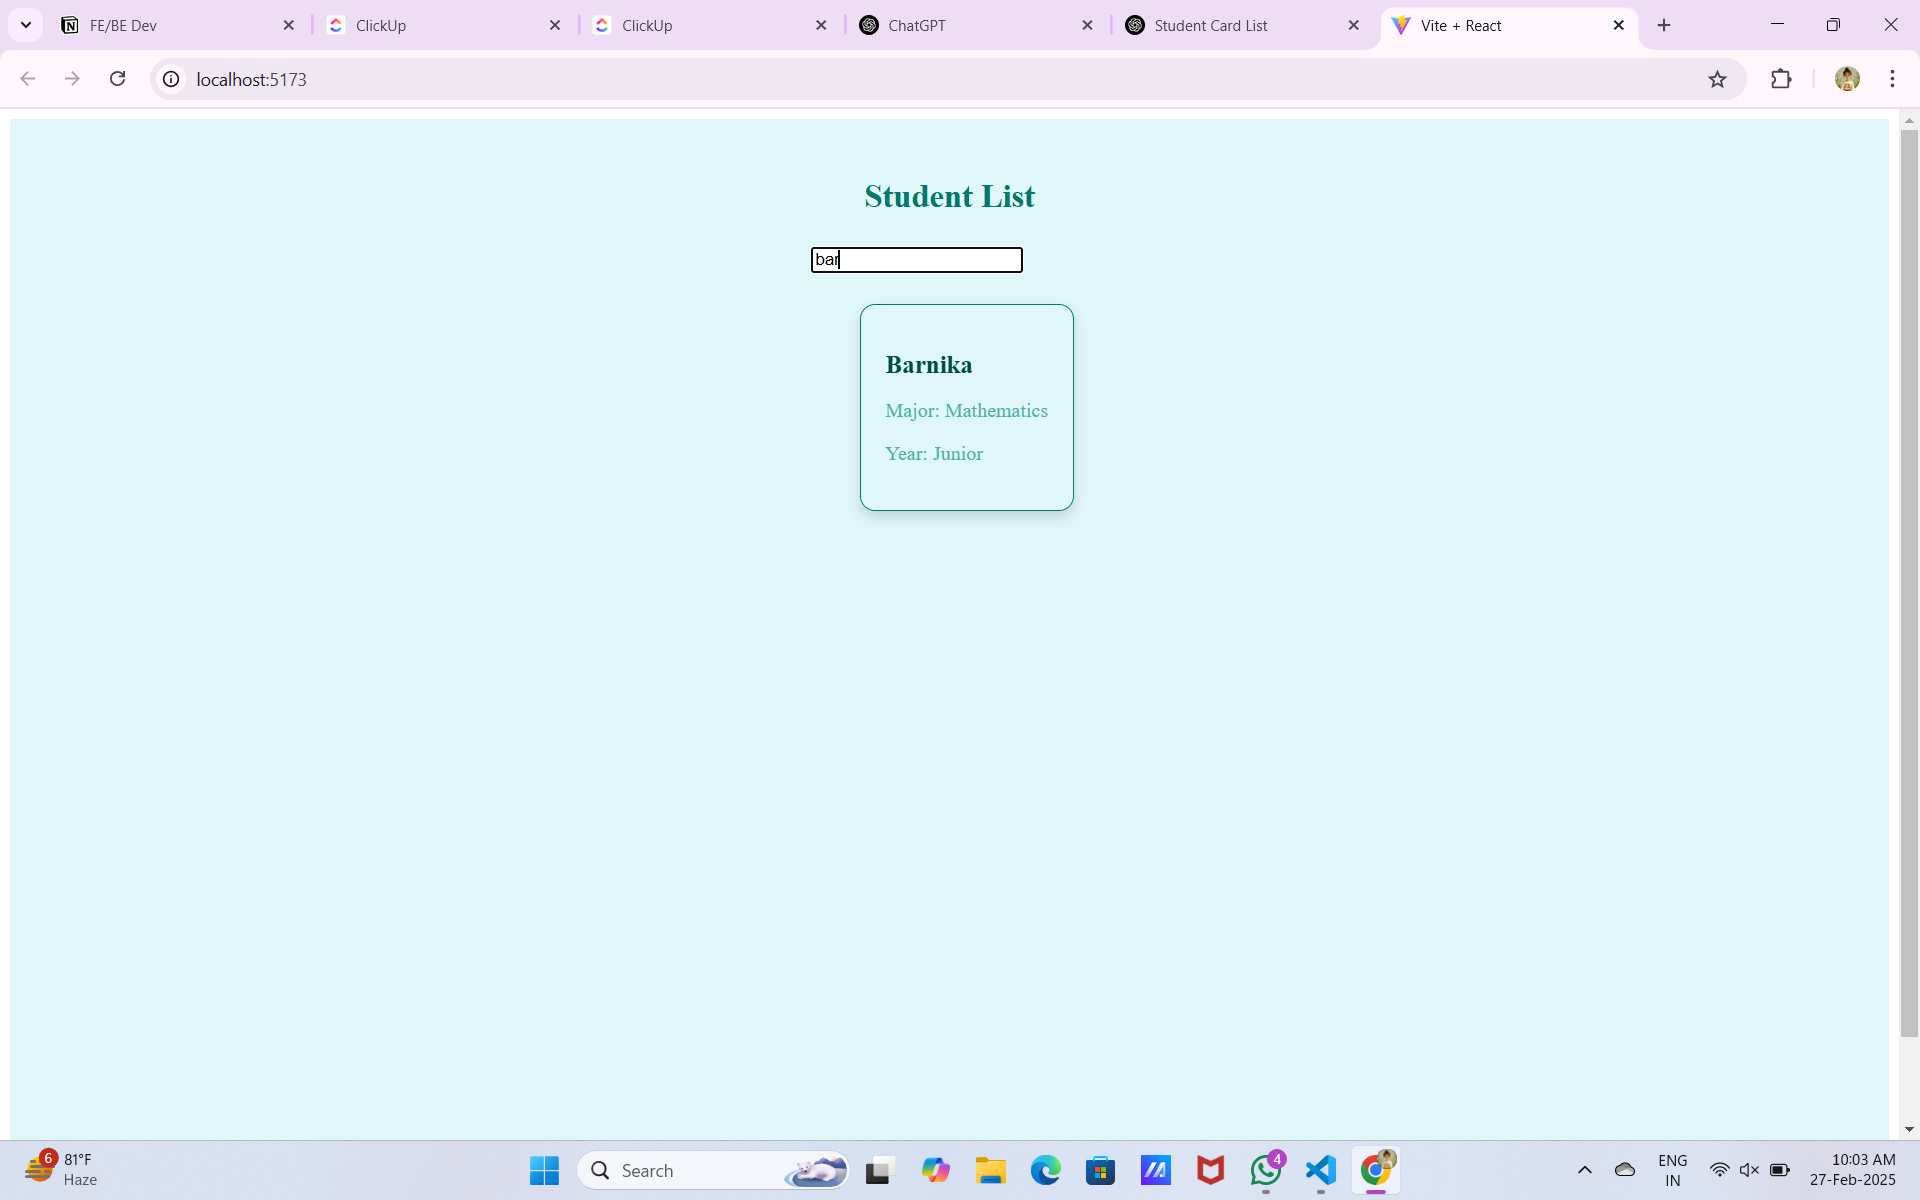 FE/BE Dev
ClickUp
ClickUp
ChatGPT
Student Card List
Vite + React
localhost:5173
Student List
bar
Barnika
Major: Mathematics
Year: Junior
6
81°F
Haze
Search
4
ENG
IN
10:03 AM
27-Feb-2025